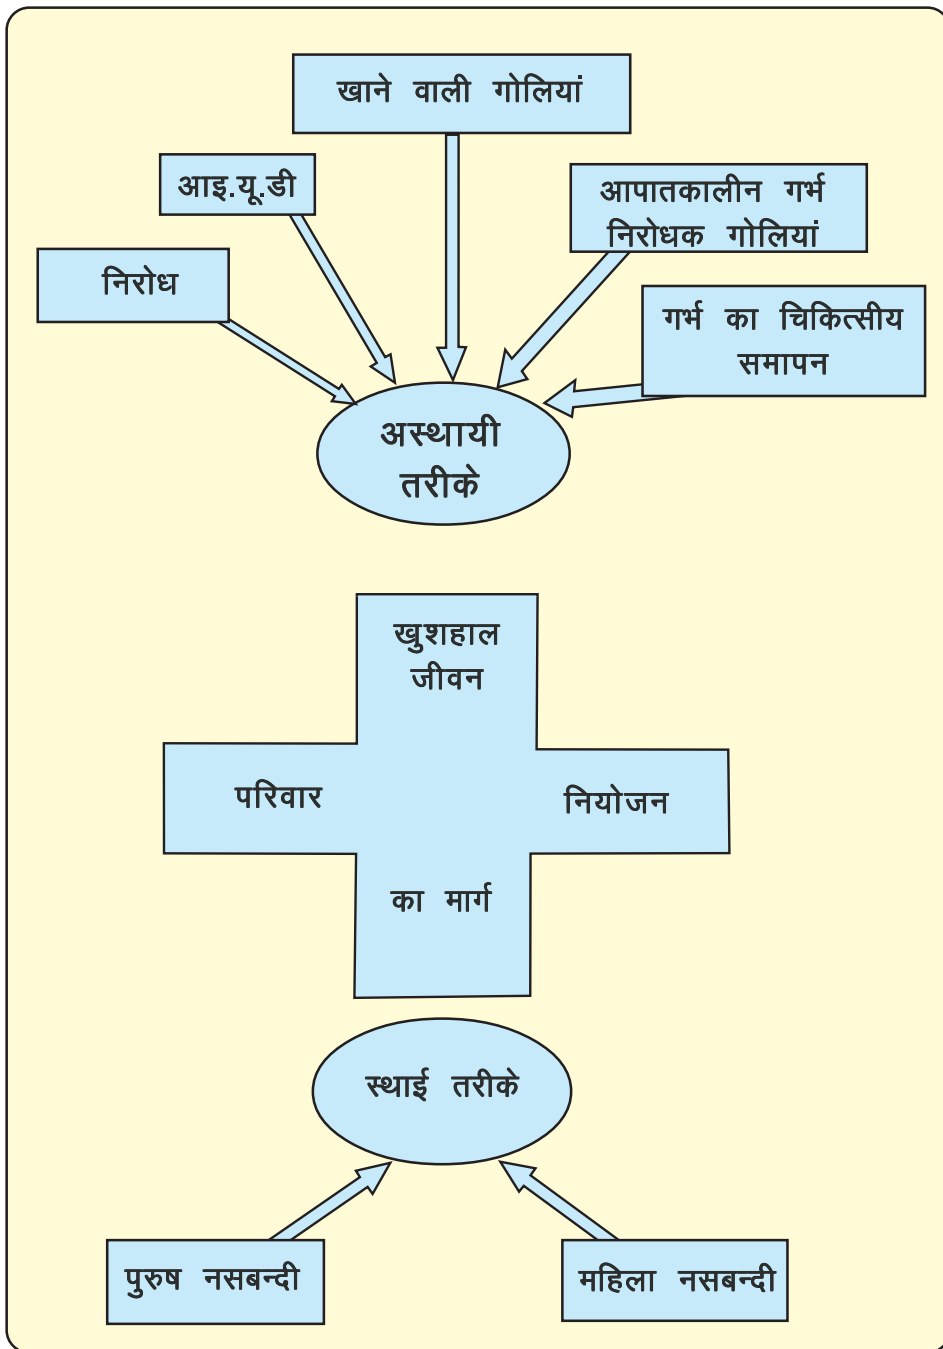 खाने वाली गोलियां
आइ.यू.डी
आपातकालीन गर्भ
निरोधक गोलियां
निरोध
गर्भ का चिकित्सीय
समापन
अस्थायी
तरीके
खुशहाल
जीवन
परिवार नियोजन
का मार्ग
स्थाई तरीके
पुरुष नसबन्दी
महिला नसबन्दी